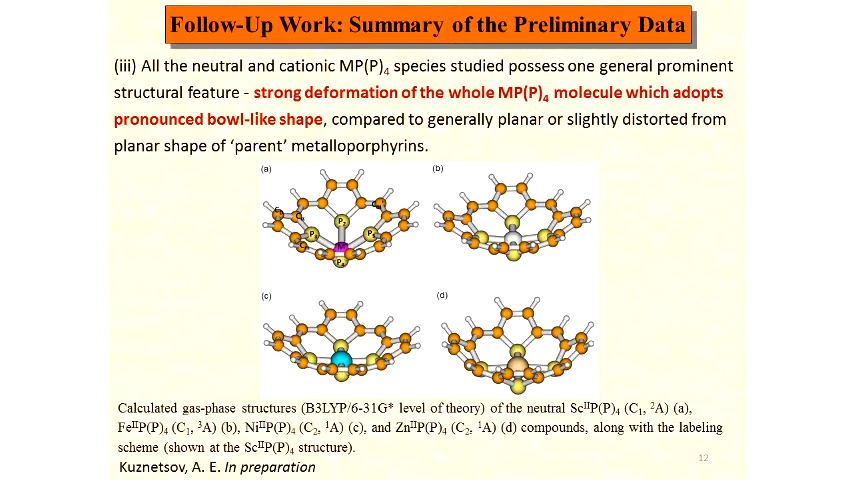 Follow-Up Work: Summary of the Preliminary Data
(iii) All the neutral and cationic MP(P)₄ species studied possess one general prominent
structural feature - strong deformation of the whole MP(P)₄ molecule which adopts
pronounced bowl-like shape, compared to generally planar or slightly distorted from
planar shape of ‘parent’ metalloporphyrins.
(a)
(b)
P₂
M
(c)
(d)
Calculated gas-phase structures (B3LYP/6-31G* level of theory) of the neutral ScᴵᴵP(P)₄ (C₁, ²A) (a),
FeᴵᴵP(P)₄ (C₁, ³A) (b), NiᴵᴵP(P)₄ (C₂, ¹A) (c), and ZnᴵᴵP(P)₄ (C₂, ¹A) (d) compounds, along with the labeling
scheme (shown at the ScᴵᴵP(P)₄ structure).
Kuznetsov, A. E. In preparation
12